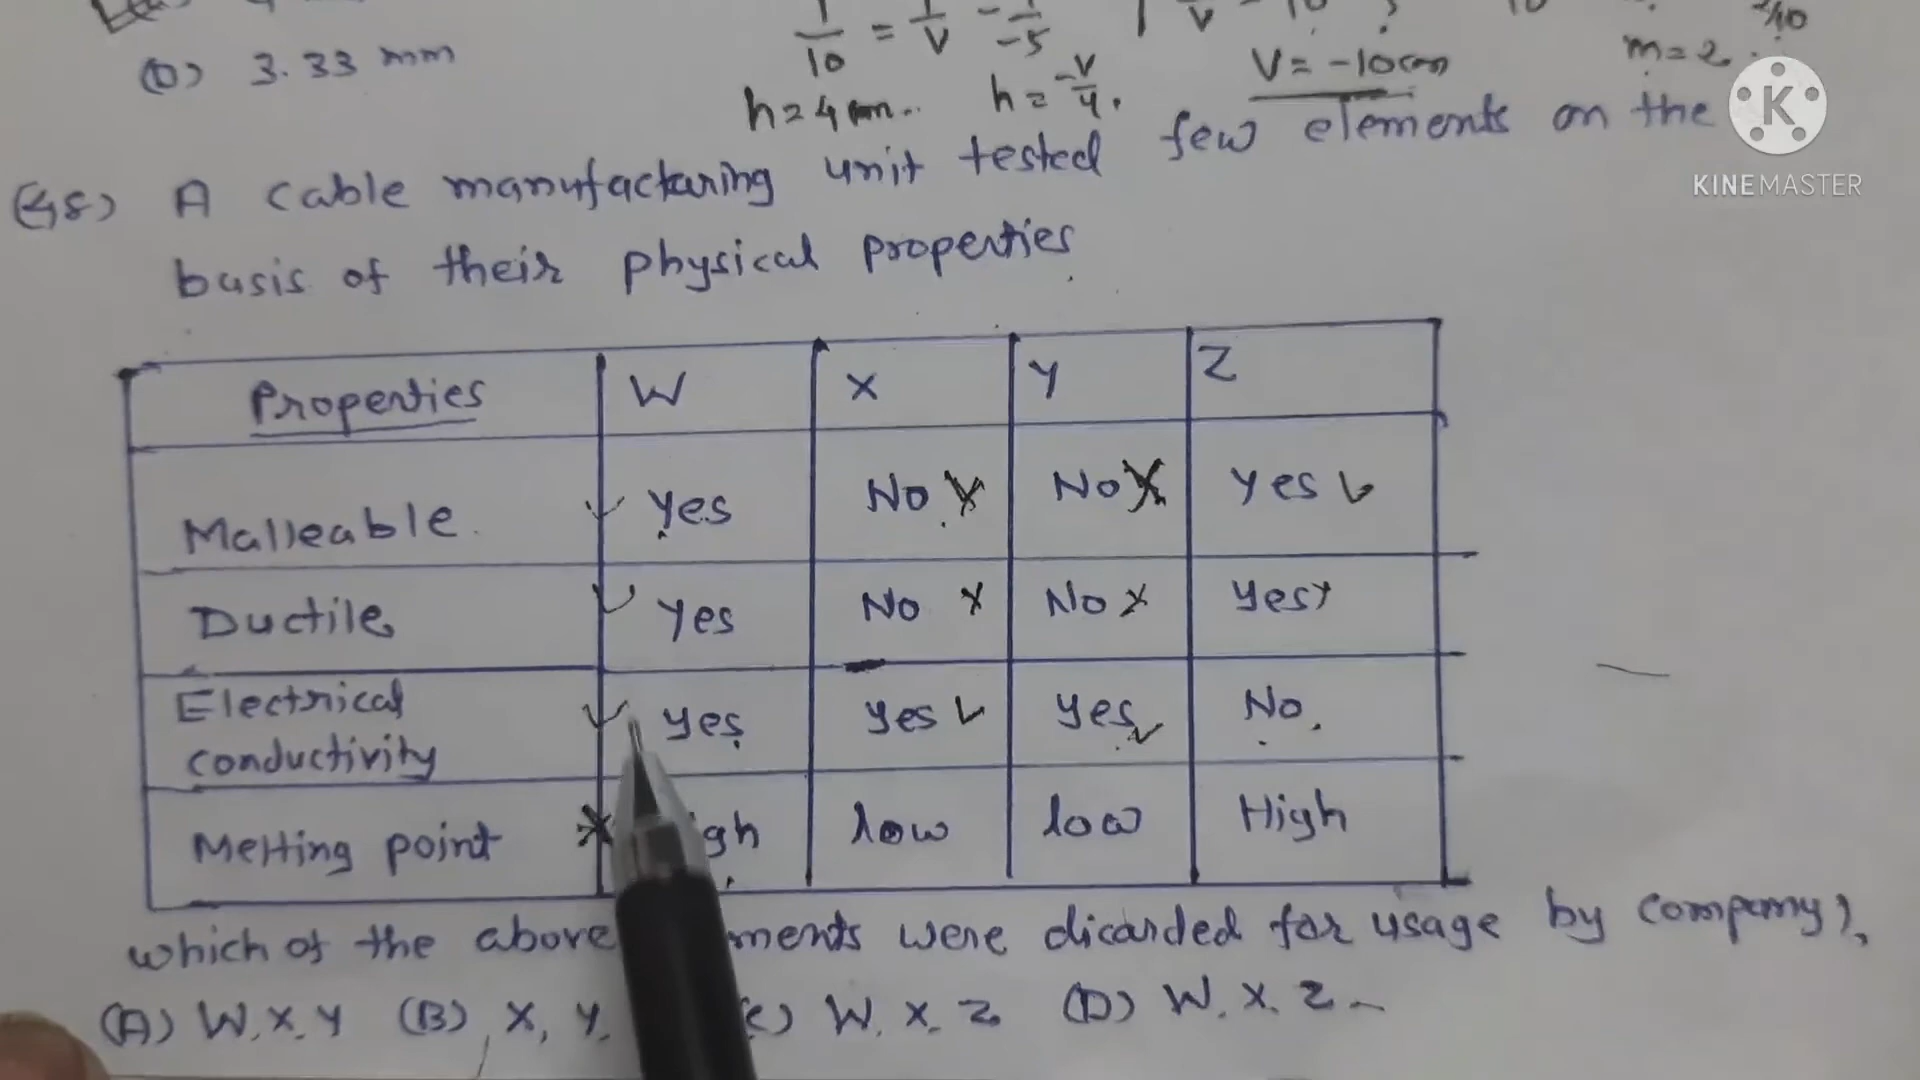 (D) 3.33 mm
1/10 = 1/V - 1/-5
V = -10cm
m = 2
h = 4 cm.. h = -V/4.
KINEMASTER
(48) A cable manufacturing unit tested few elements on the
basis of their physical properties
Properties W X Y Z
Malleable. Yes No No Yes
Ductile Yes No No Yes
Electrical conductivity Yes Yes Yes No.
Melting point low low High
which of the above were dicarded for usage by company).
(A) W. X. Y (B) X, Y, (C) W. X. Z (D) W. X. Z